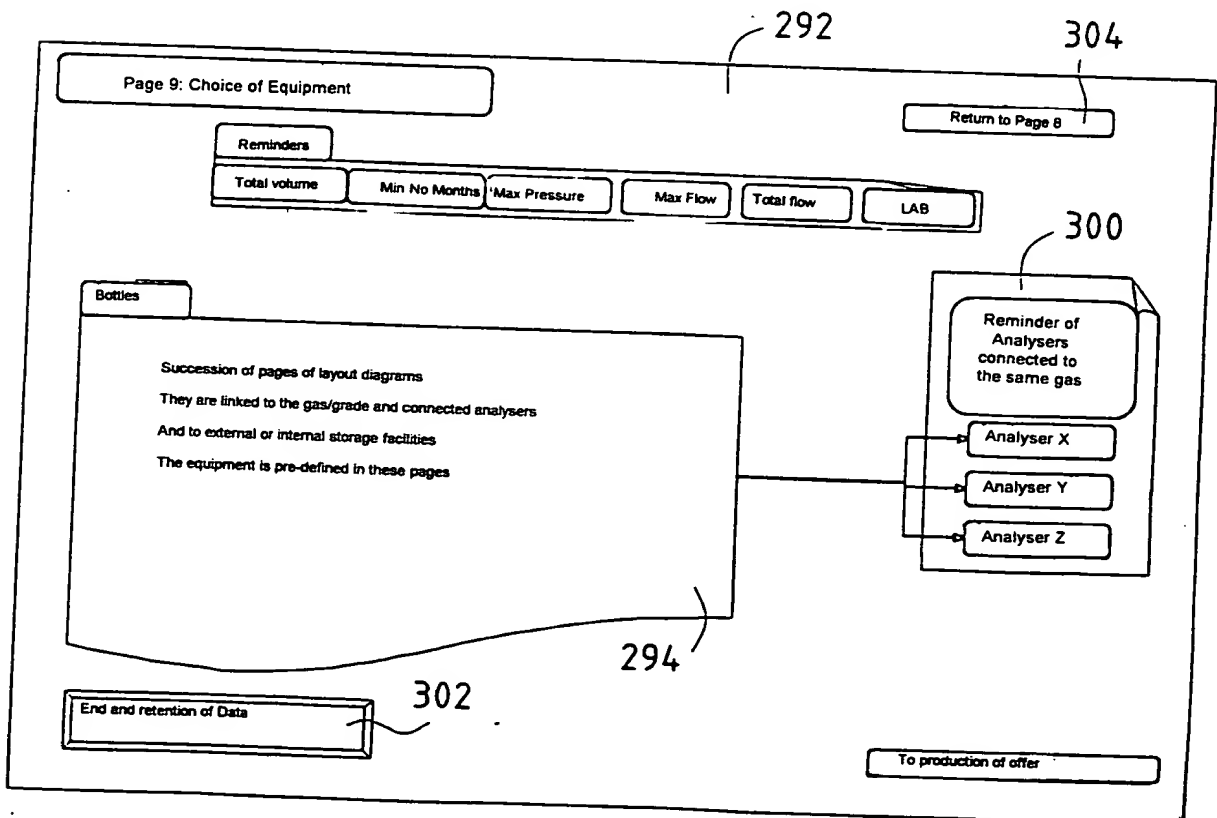 292
304
Page 9: Choice of Equipment
Return to Page 8
Reminders
Total volume
Min No Months
'Max Pressure
Max Flow
Total flow
LAB
300
Bottles
Succession of pages of layout diagrams
They are linked to the gas/grade and connected analysers
And to external or internal storage facilities
The equipment is pre-defined in these pages
Reminder of
Analysers
connected to
the same gas
Analyser X
Analyser Y
Analyser Z
294
302
End and retention of Data
To production of offer